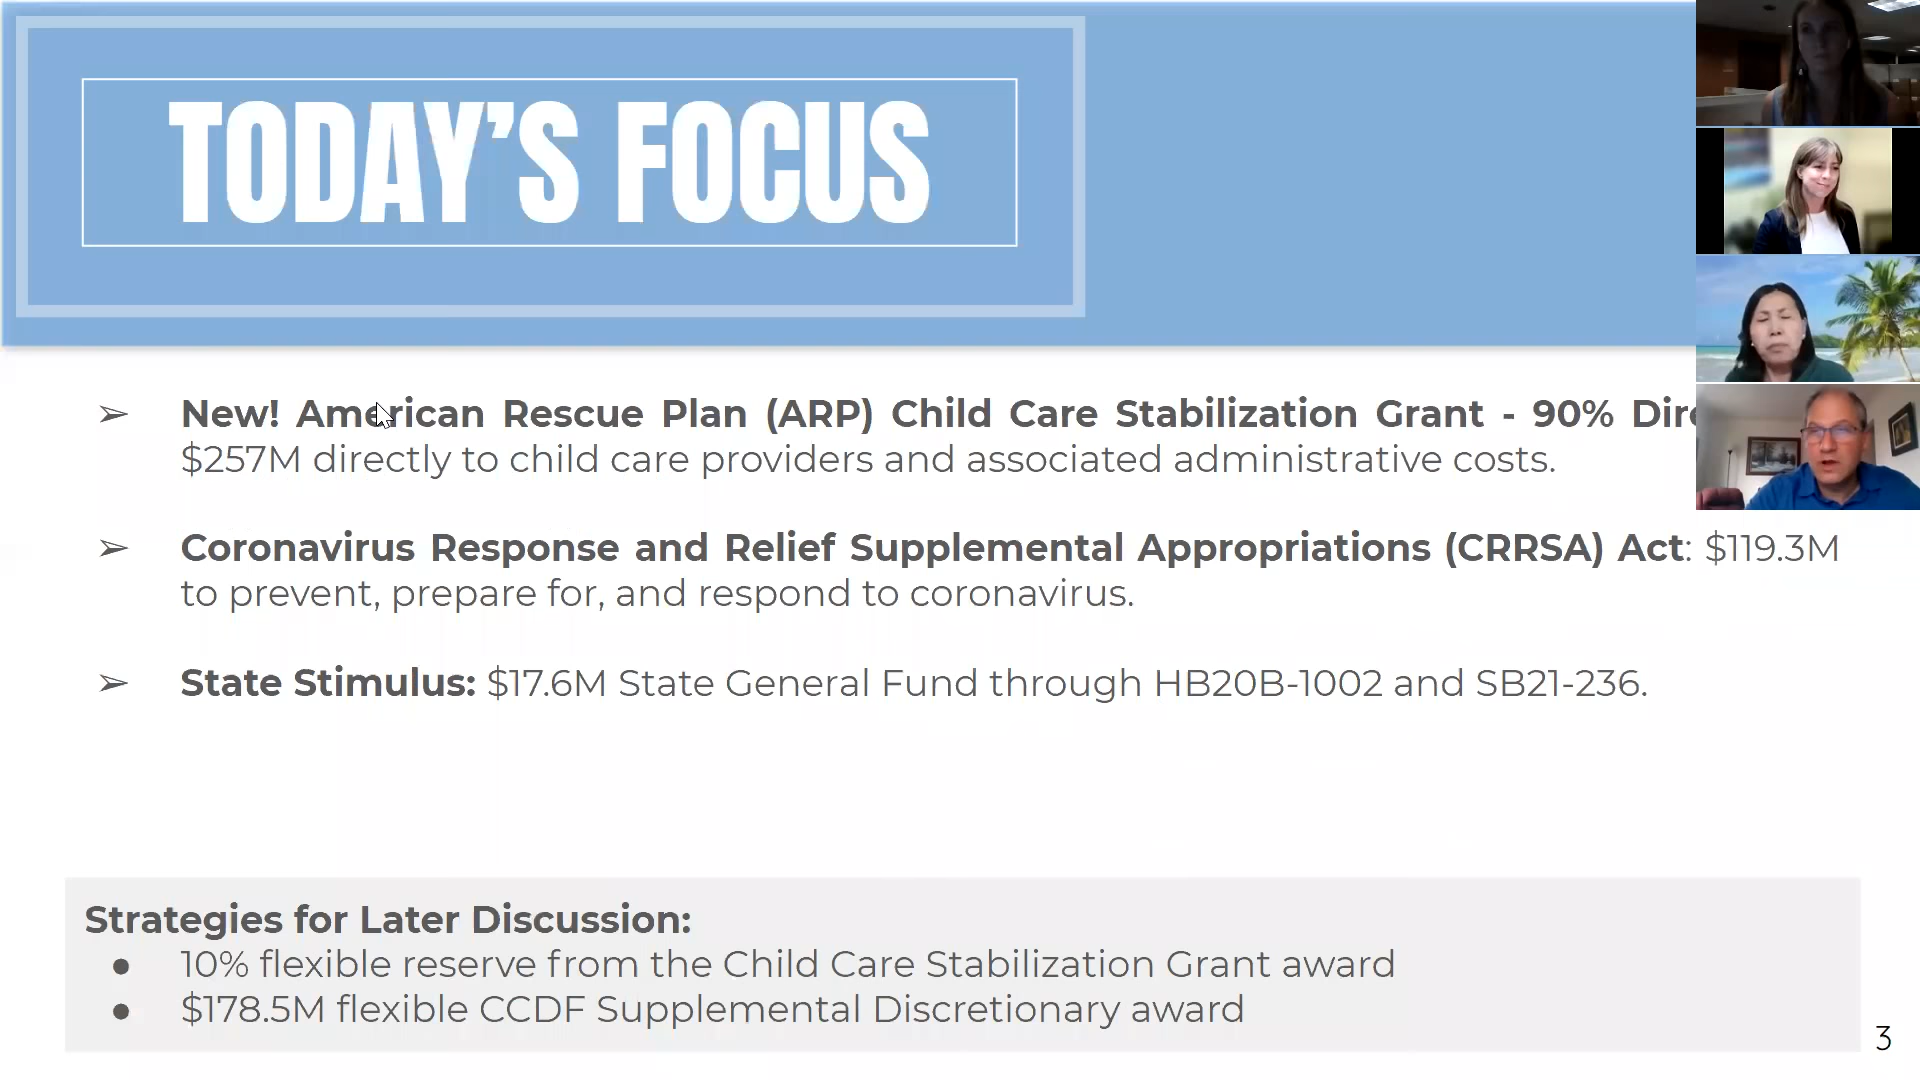 TODAY'S FOCUS
➢ New! American Rescue Plan (ARP) Child Care Stabilization Grant - 90%
$257M directly to child care providers and associated administrative costs.
➢ Coronavirus Response and Relief Supplemental Appropriations (CRRSA) Act: $119.3M
to prevent, prepare for, and respond to coronavirus.
➢ State Stimulus: $17.6M State General Fund through HB20B-1002 and SB21-236.
Strategies for Later Discussion:
● 10% flexible reserve from the Child Care Stabilization Grant award
● $178.5M flexible CCDF Supplemental Discretionary award
3